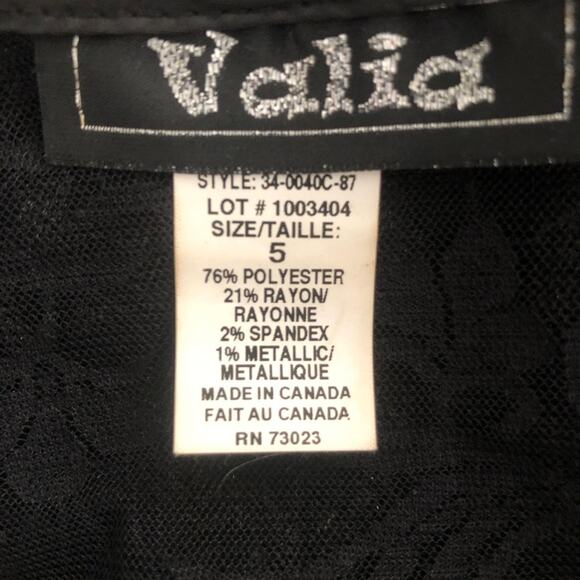 Valia
STYLE: 34-0040C-87
LOT # 1003404
SIZE/TAILLE:
5
76% POLYESTER
21% RAYON/
RAYONNE
2% SPANDEX
1% METALLIC/
METALLIQUE
MADE IN CANADA
FAIT AU CANADA
RN 73023